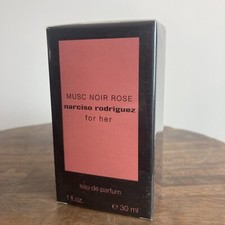 MUSC NOIR ROSE
narciso rodriguez
for her
eau de parfum
1 fl.oz. ℮ 30 ml